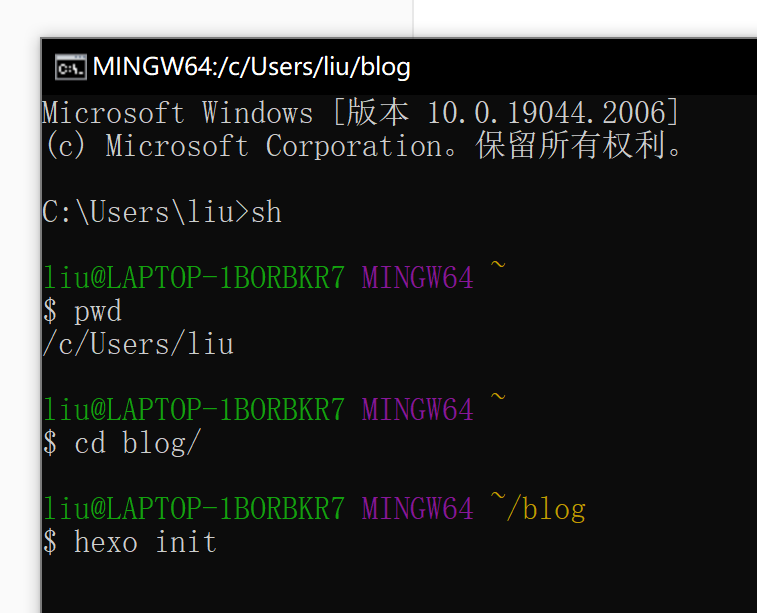 MINGW64:/c/Users/liu/blog
Microsoft Windows [版本 10.0.19044.2006]
(c) Microsoft Corporation。保留所有权利。
C:\Users\liu>sh
liu@LAPTOP-1BORBKR7 MINGW64 ~
$ pwd
/c/Users/liu
liu@LAPTOP-1BORBKR7 MINGW64 ~
$ cd blog/
liu@LAPTOP-1BORBKR7 MINGW64 ~/blog
$ hexo init